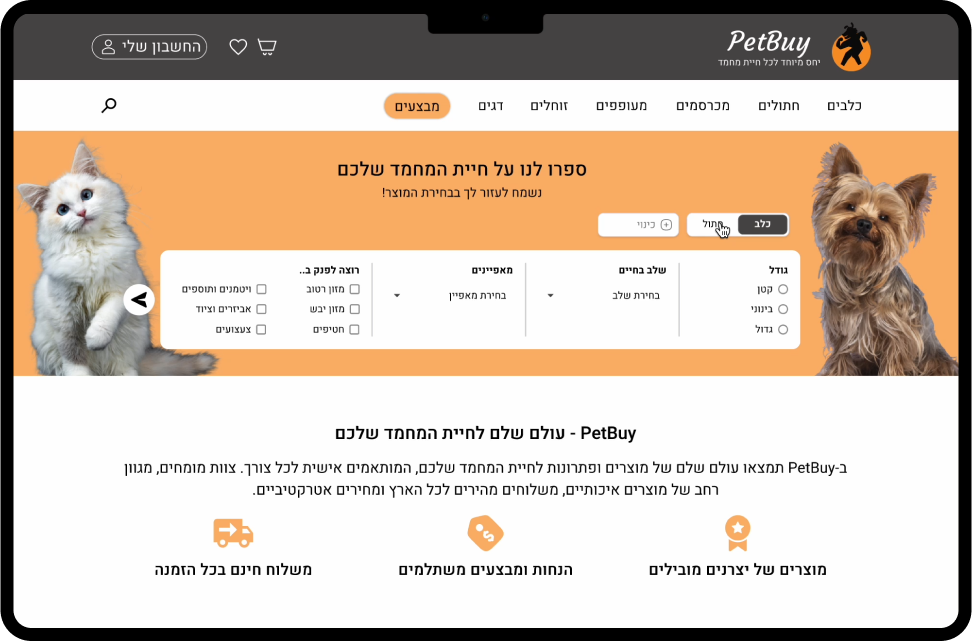 PetBuy
יחס מיוחד לכל חיית מחמד
החשבון שלי
כלבים
חתולים
מכרסמים
מעופפים
זוחלים
דגים
מבצעים
ספרו לנו על חיית המחמד שלכם
נשמח לעזור לך בבחירת המוצר!
כלב
חתול
כינוי
גודל
קטן
בינוני
גדול
שלב בחיים
בחירת שלב
מאפיינים
בחירת מאפיין
רוצה לפנק ב..
מזון רטוב
מזון יבש
חטיפים
ויטמנים ותוספים
אביזרים וציוד
צעצועים
PetBuy - עולם שלם לחיית המחמד שלכם
ב-PetBuy תמצאו עולם שלם של מוצרים ופתרונות לחיית המחמד שלכם, המותאמים אישית לכל צורך. צוות מומחים, מגוון
רחב של מוצרים איכותיים, משלוחים מהירים לכל הארץ ומחירים אטרקטיביים.
מוצרים של יצרנים מובילים
הנחות ומבצעים משתלמים
משלוח חינם בכל הזמנה